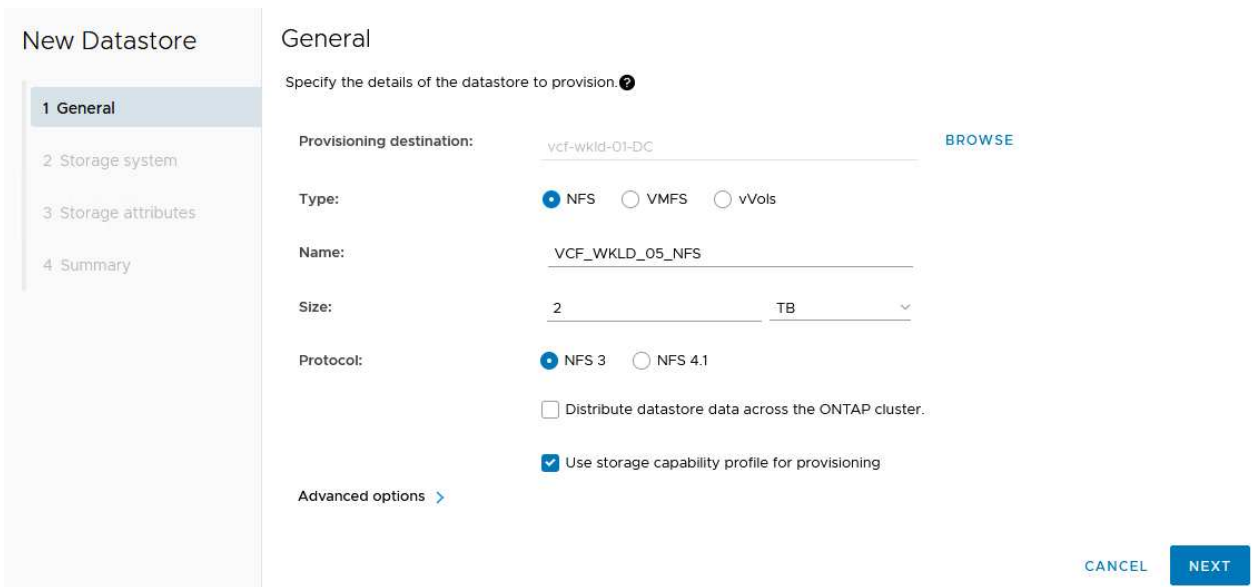 New Datastore
1 General
2 Storage system
3 Storage attributes
4 Summary
General
Specify the details of the datastore to provision.?
Provisioning destination: vcf-wkld-01-DC BROWSE
Type: NFS VMFS vVols
Name: VCF_WKLD_05_NFS
Size: 2 TB
Protocol: NFS 3 NFS 4.1
Distribute datastore data across the ONTAP cluster.
Use storage capability profile for provisioning
Advanced options >
CANCEL NEXT